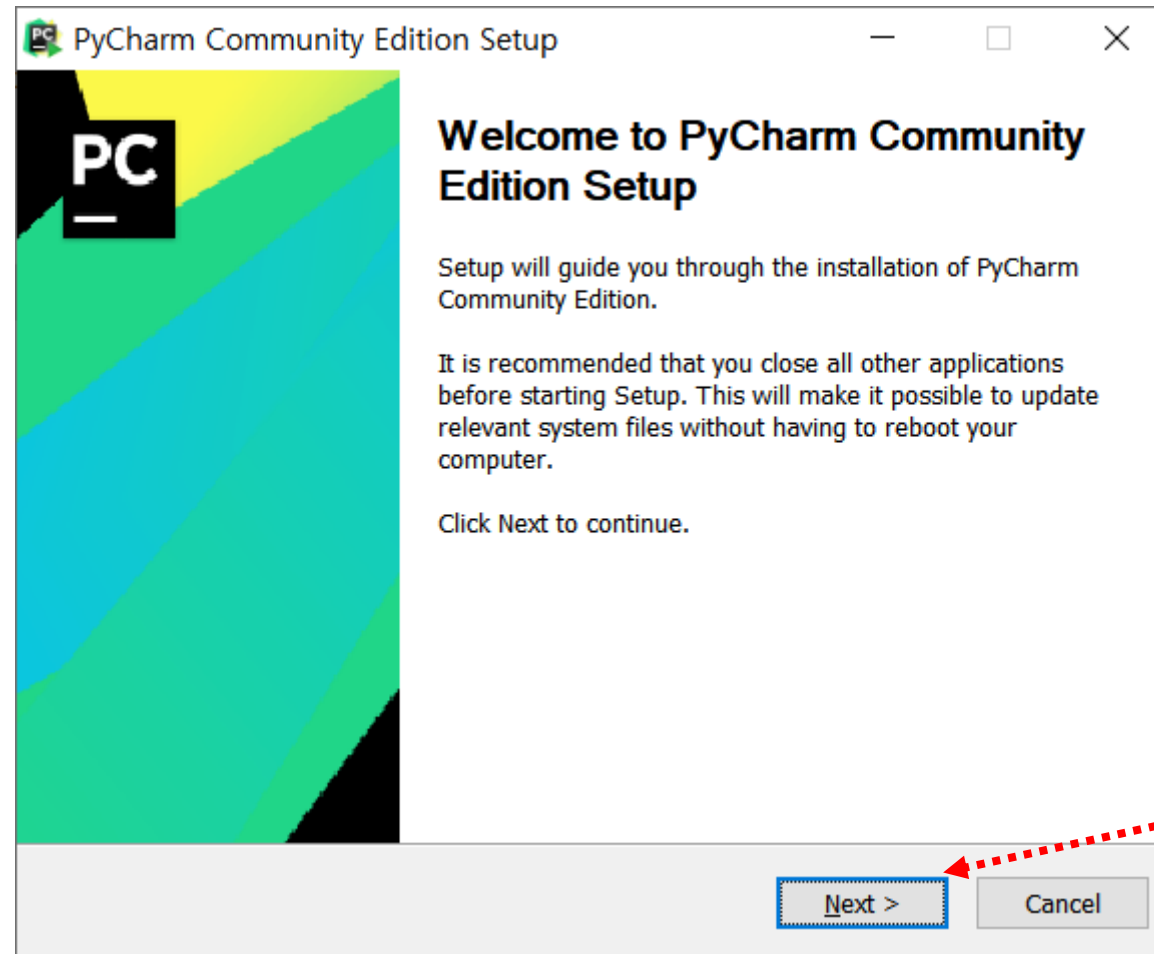 PyCharm Community Edition Setup
PC
Welcome to PyCharm Community
Edition Setup
Setup will guide you through the installation of PyCharm
Community Edition.
It is recommended that you close all other applications
before starting Setup. This will make it possible to update
relevant system files without having to reboot your
computer.
Click Next to continue.
Next >
Cancel